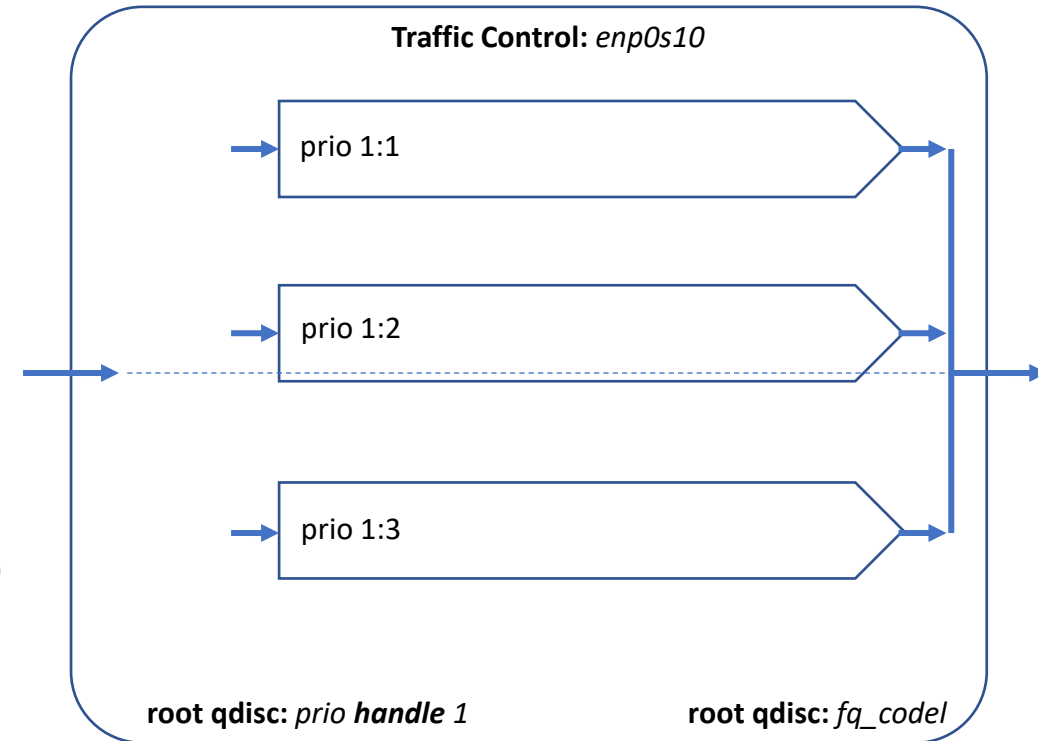 Traffic Control: enp0s10
prio 1:1
prio 1:2
prio 1:3
root qdisc: prio handle 1
root qdisc: fq_codel